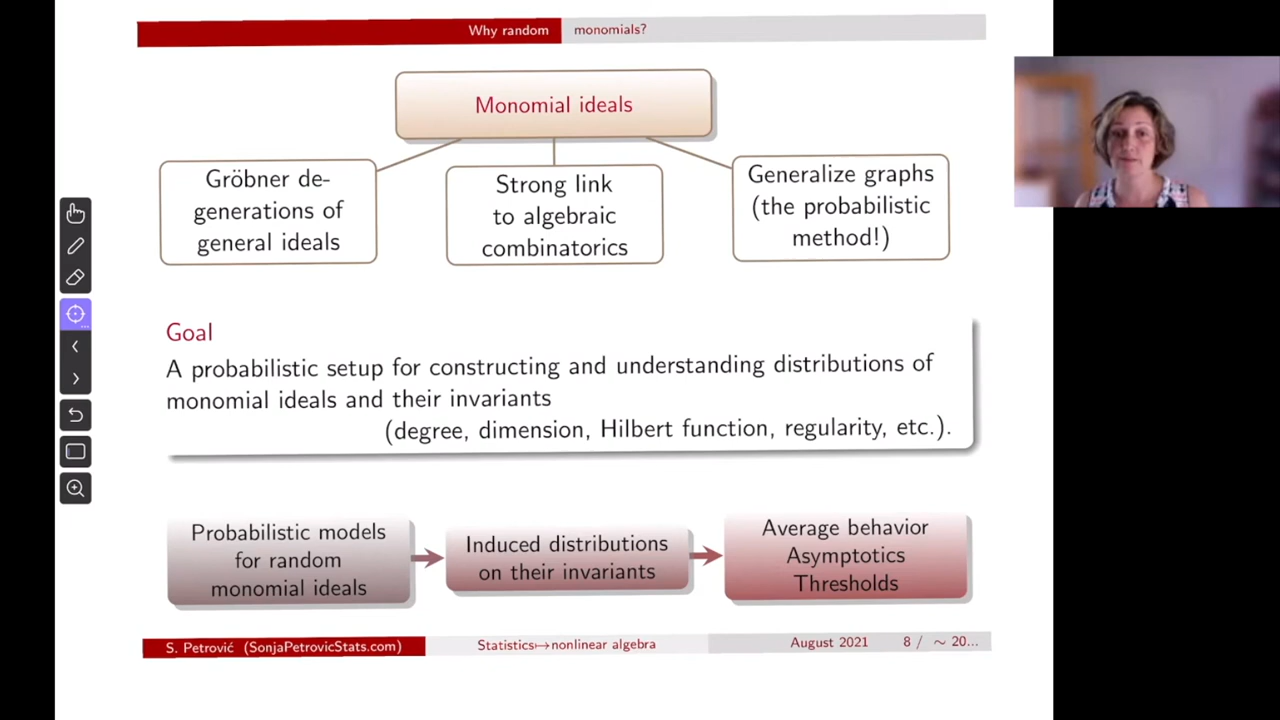 Why random monomials?
Monomial ideals
Gröbner de-
generations of
general ideals
Strong link
to algebraic
combinatorics
Generalize graphs
(the probabilistic
method!)
Goal
A probabilistic setup for constructing and understanding distributions of
monomial ideals and their invariants
(degree, dimension, Hilbert function, regularity, etc.).
Probabilistic models
for random
monomial ideals
Induced distributions
on their invariants
Average behavior
Asymptotics
Thresholds
S. Petrović (SonjaPetrovicStats.com) Statistics↦nonlinear algebra August 2021 8 / ∼ 20...